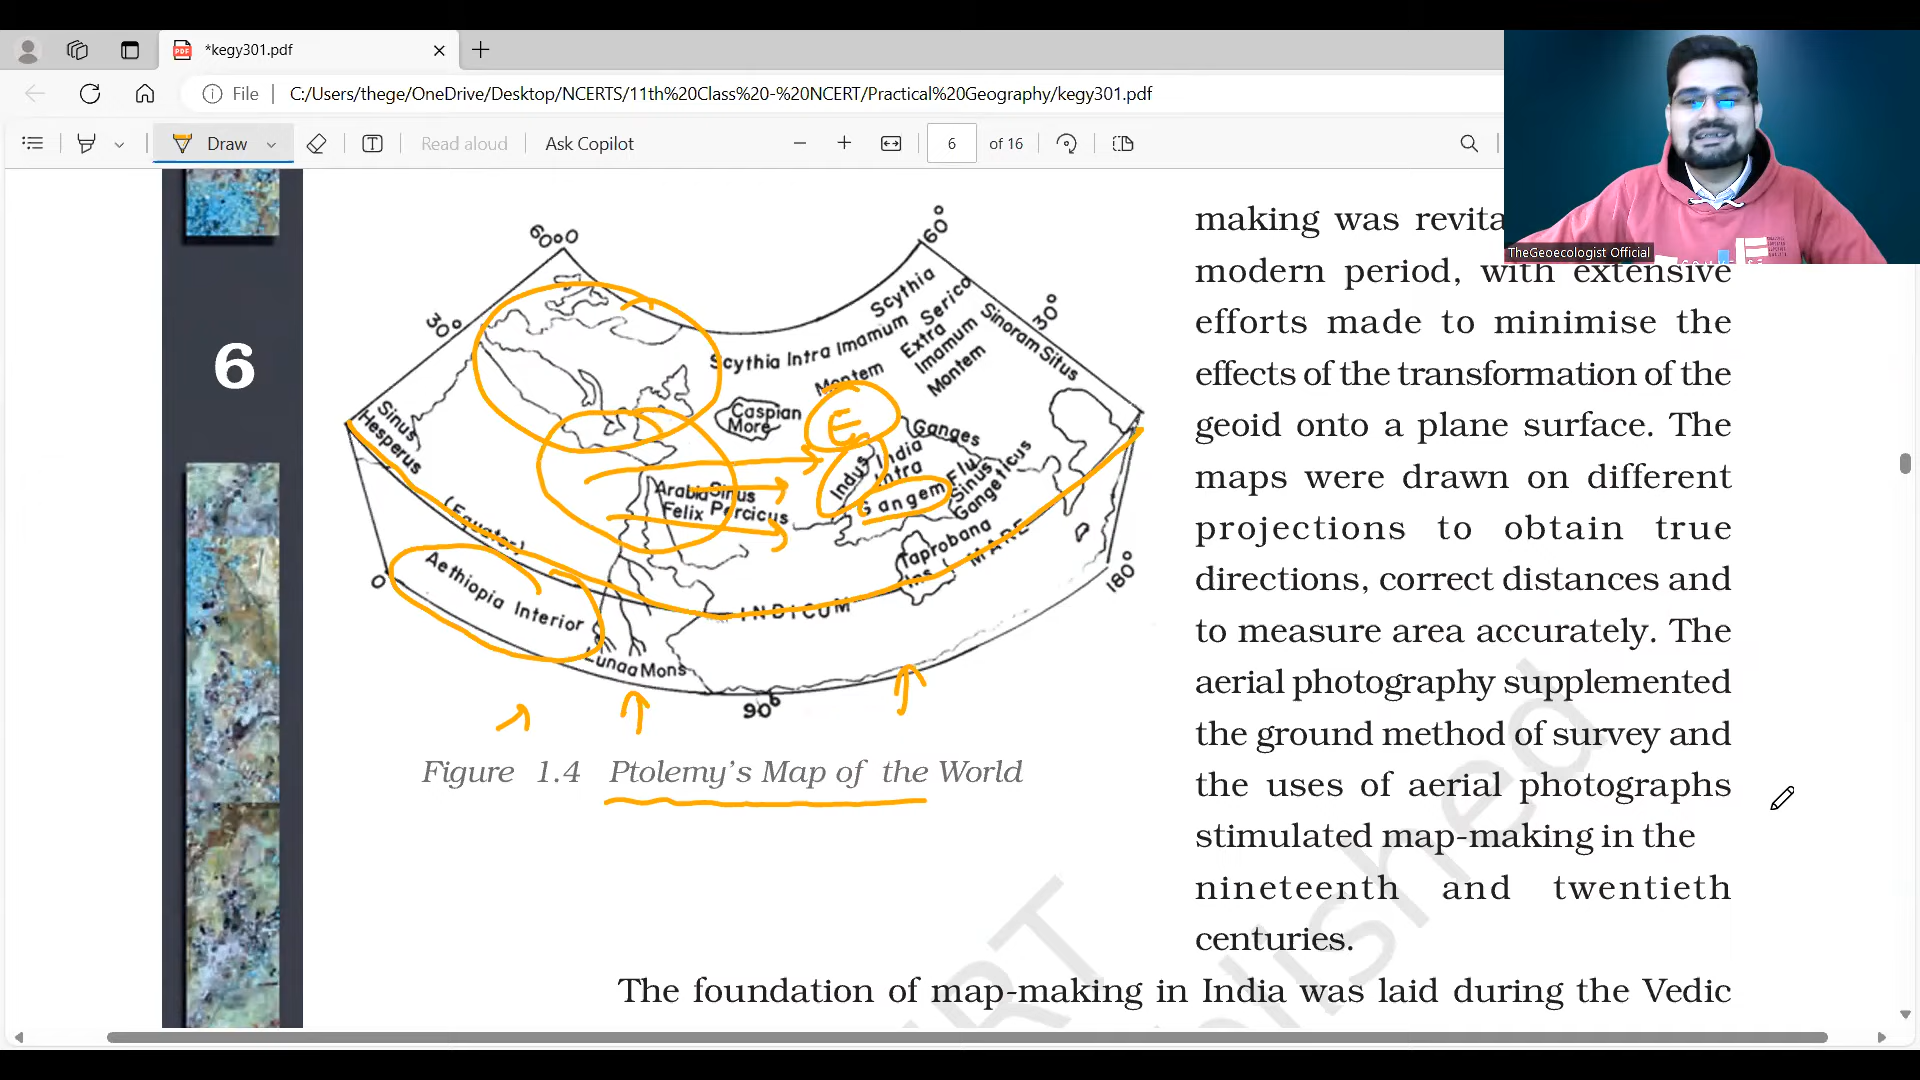 *kegy301.pdf
File
C:/Users/thege/OneDrive/Desktop/NCERTS/11th%20Class%20-%20NCERT/Practical%20Geography/kegy301.pdf
Draw
Read aloud
Ask Copilot
6
of 16
TheGeoecologist Official
6
60°
60°
30°
30°
0
90°
180°
Scythia
Serico
Sinoram Situs
Scythia Intra Imamum
Extra
Imamum
Montem
Montem
Sinus
Hesperus
Caspian
More
E
Ganges
India
Intra
Indus
Gangem
Flu
Sinus
Gangeticus
Arabia
Felix
Sinus
Percicus
(Equator)
Taprobana
Ins
MARE
INDICUM
Aethiopia Interior
Lunaa Mons
Figure 1.4 Ptolemy's Map of the World
making was
modern period, with extensive
efforts made to minimise the
effects of the transformation of the
geoid onto a plane surface. The
maps were drawn on different
projections to obtain true
directions, correct distances and
to measure area accurately. The
aerial photography supplemented
the ground method of survey and
the uses of aerial photographs
stimulated map-making in the
nineteenth and twentieth
centuries.
The foundation of map-making in India was laid during the Vedic